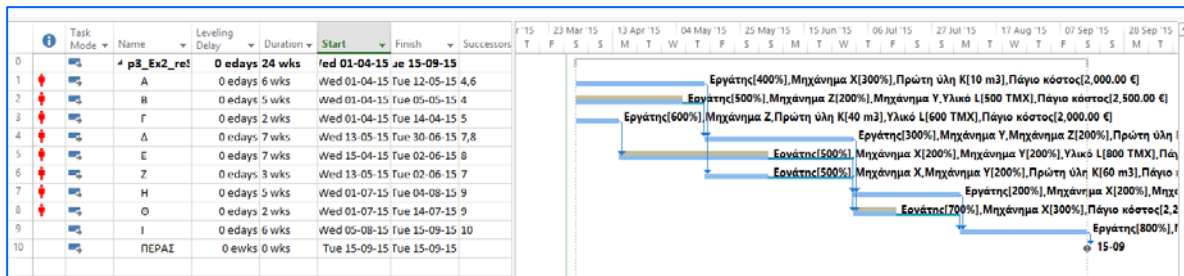 Task Mode Name Leveling Delay Duration Start Finish Successors
0 p3_Ex2_reS 0 edays 24 wks Ved 01-04-15 ue 15-09-15
1 Α 0 edays 6 wks Wed 01-04-15 Tue 12-05-15 4,6
2 Β 0 edays 5 wks Wed 01-04-15 Tue 05-05-15 4
3 Γ 0 edays 2 wks Wed 01-04-15 Tue 14-04-15 5
4 Δ 0 edays 7 wks Wed 13-05-15 Tue 30-06-15 7,8
5 Ε 0 edays 7 wks Wed 15-04-15 Tue 02-06-15 8
6 Ζ 0 edays 3 wks Wed 13-05-15 Tue 02-06-15 7
7 Η 0 edays 5 wks Wed 01-07-15 Tue 04-08-15 9
8 Θ 0 edays 2 wks Wed 01-07-15 Tue 14-07-15 9
9 Ι 0 edays 6 wks Wed 05-08-15 Tue 15-09-15 10
10 ΠΕΡΑΣ 0 ewks 0 wks Tue 15-09-15 Tue 15-09-15
r '15 23 Mar '15 13 Apr '15 04 May '15 25 May '15 15 Jun '15 06 Jul '15 27 Jul '15 17 Aug '15 07 Sep '15 28 Sep '15
T F S S M T W T F S S M T W T F S S M T
Εργάτης[400%],Μηχάνημα X[300%],Πρώτη ύλη K[10 m3],Πάγιο κόστος[2,000.00 €]
Εργάτης[500%],Μηχάνημα Z[200%],Μηχάνημα Y,Υλικό L[500 TMX],Πάγιο κόστος[2,500.00 €]
Εργάτης[600%],Μηχάνημα Z,Πρώτη ύλη K[40 m3],Υλικό L[600 TMX],Πάγιο κόστος[2,000.00 €]
Εργάτης[300%],Μηχάνημα Y,Μηχάνημα Z[200%],Πρώτη ύλη
Εργάτης[500%],Μηχάνημα X[200%],Μηχάνημα Y[200%],Υλικό L[800 TMX],Πάγ
Εργάτης[500%],Μηχάνημα X,Μηχάνημα Y[200%],Πρώτη ύλη K[60 m3],Πάγιο
Εργάτης[200%],Μηχάνημα X[200%],Μηχ
Εργάτης[700%],Μηχάνημα X[300%],Πάγιο κόστος[2,2
Εργάτης[800%],
15-09